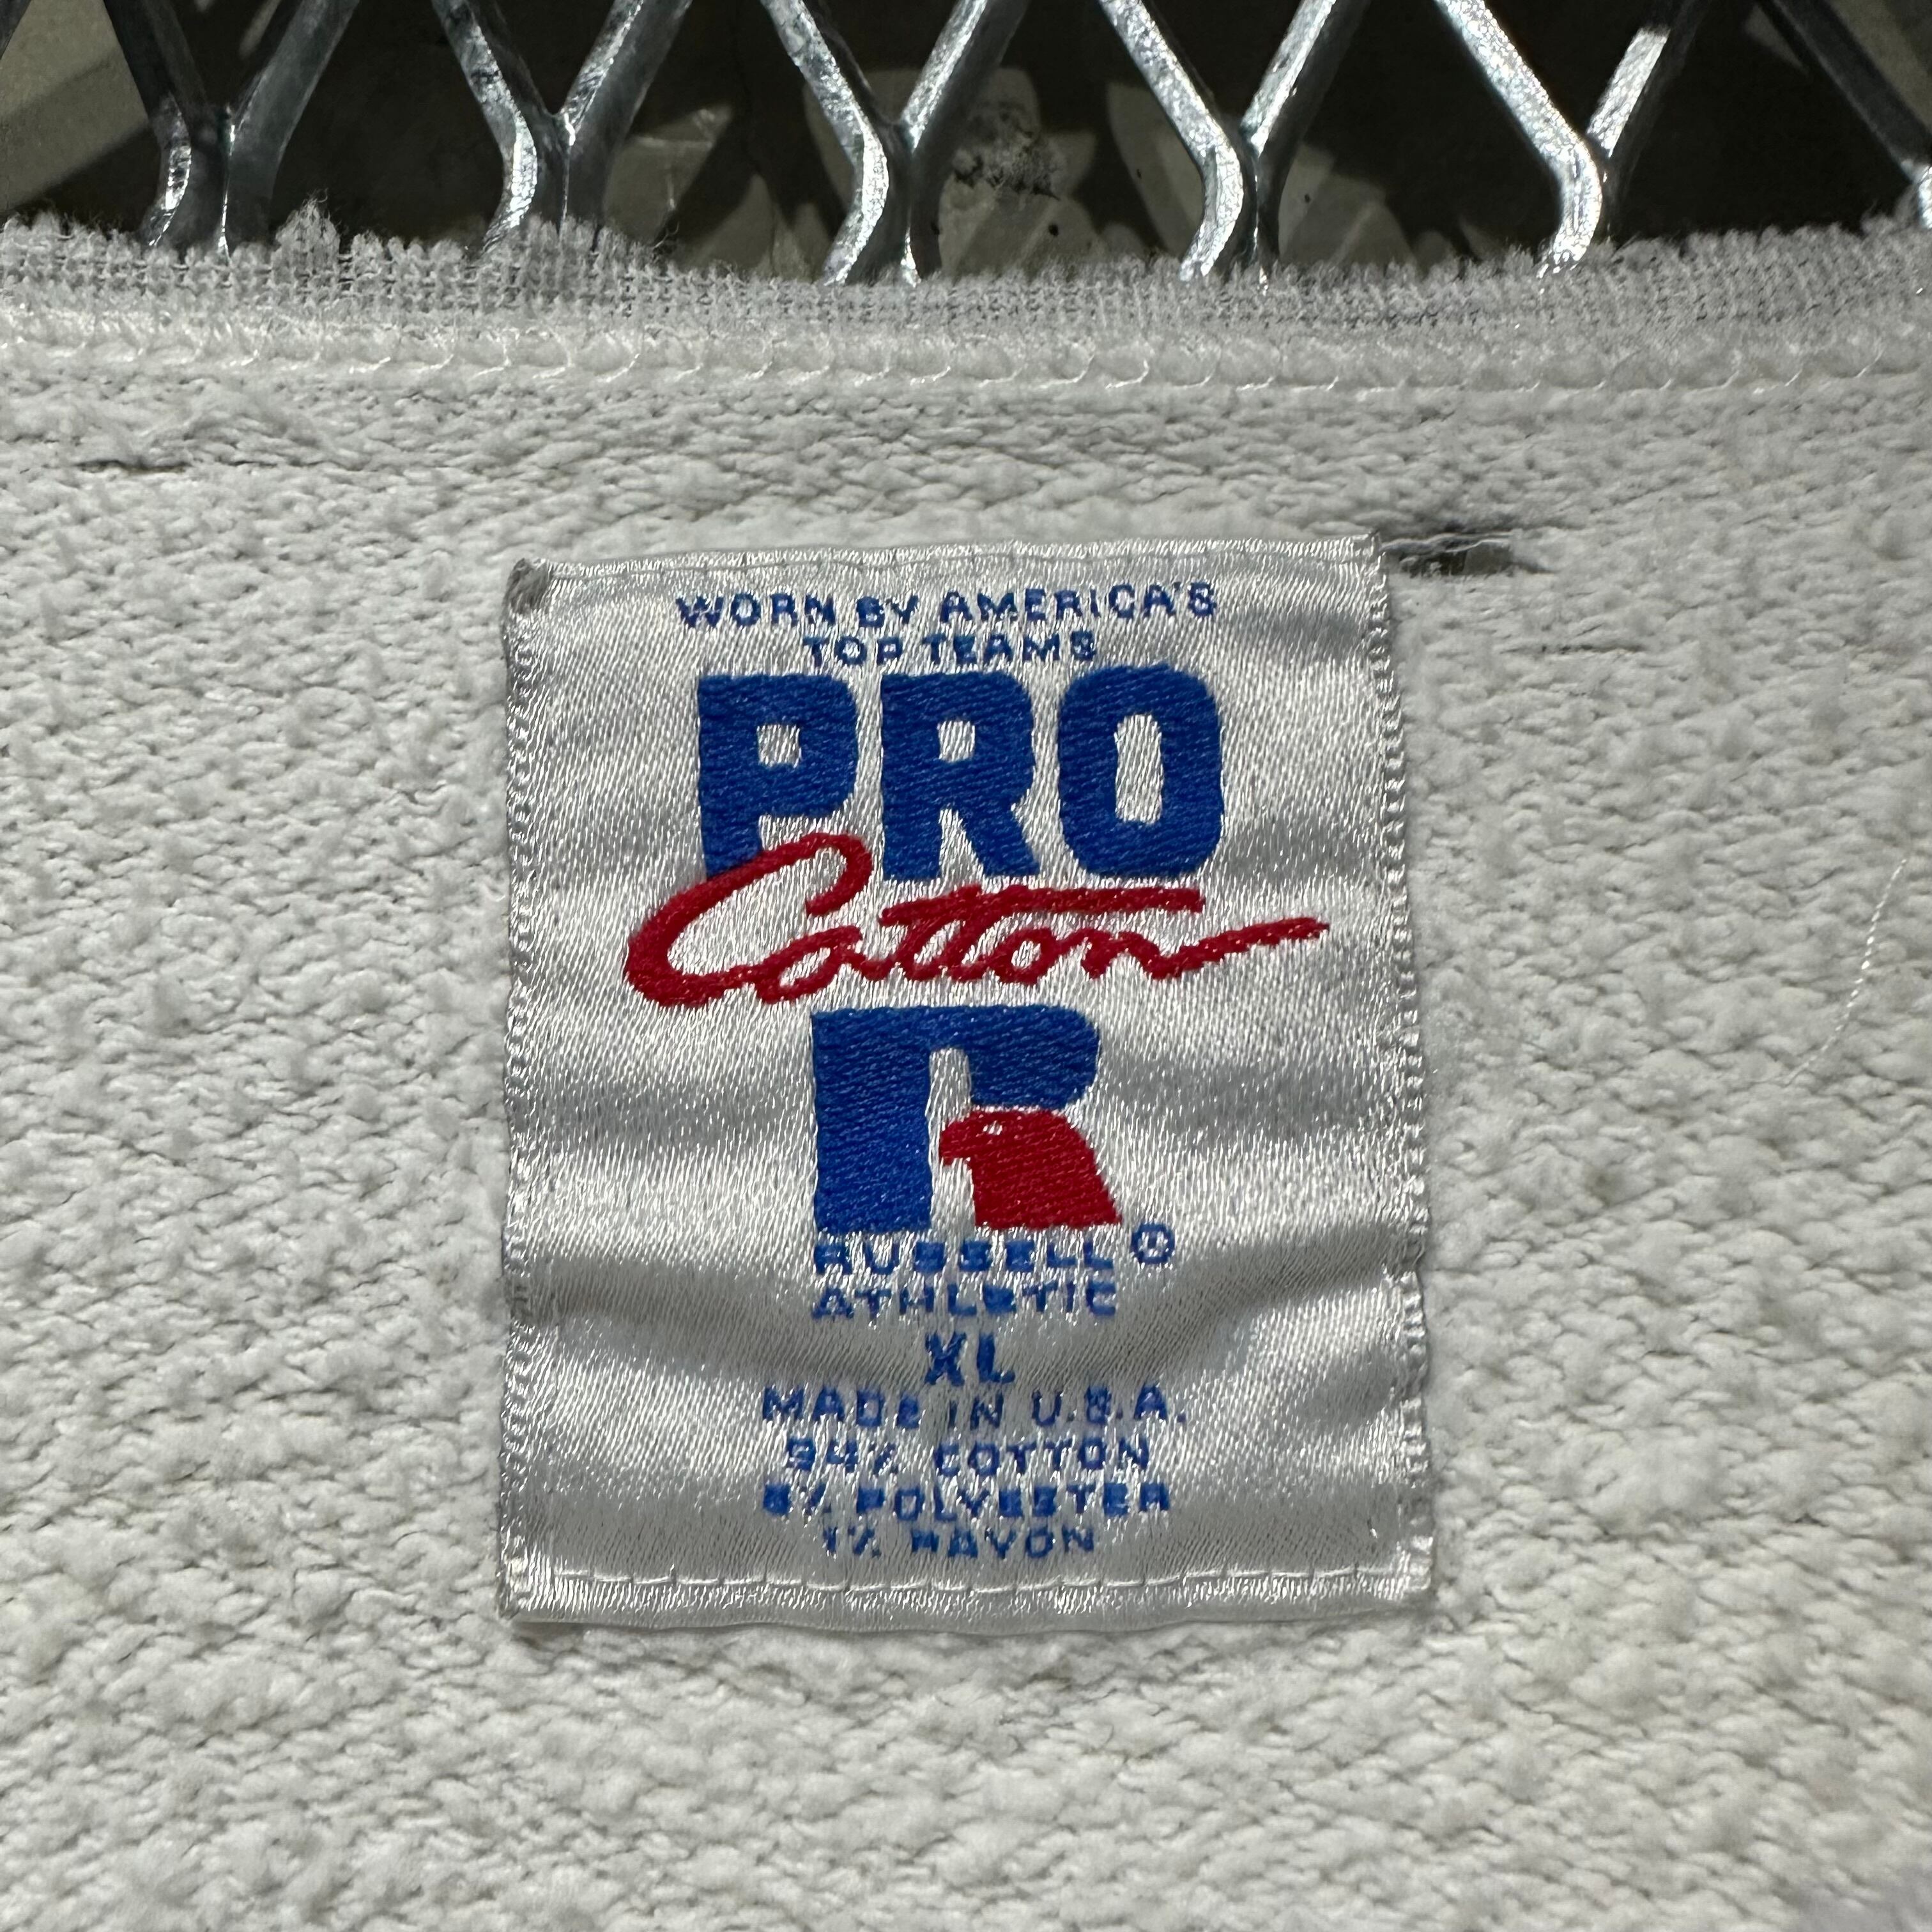 WORN BY AMERICA'S
TOP TEAMS
PRO
Cotton
R
RUSSELL ®
ATHLETIC
XL
MADE IN U.S.A.
94% COTTON
5% POLYESTER
1% RAYON